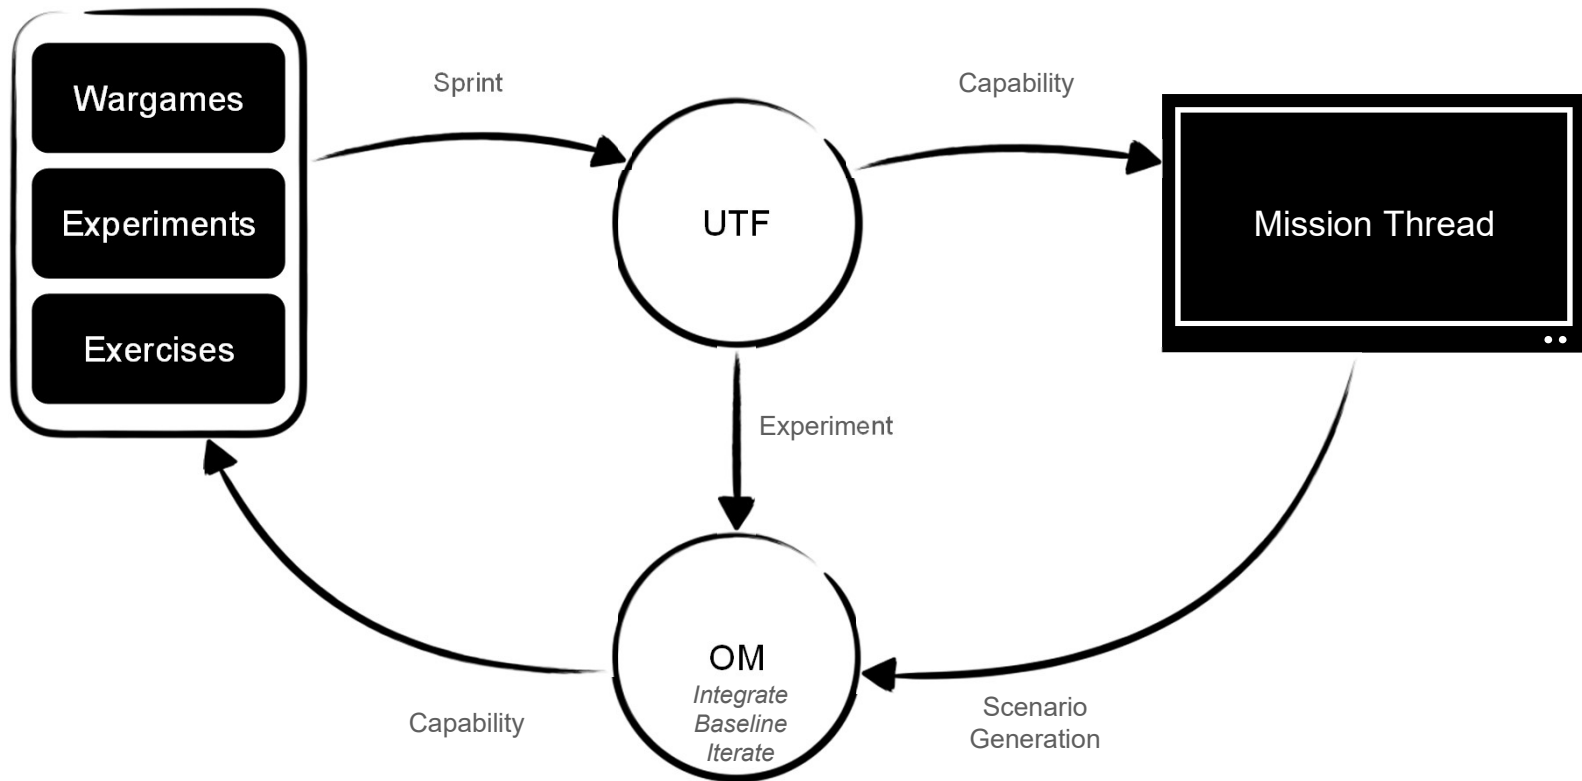 Wargames
Experiments
Exercises
Sprint
UTF
Capability
Mission Thread
Experiment
OM
Integrate
Baseline
Iterate
Capability
Scenario
Generation